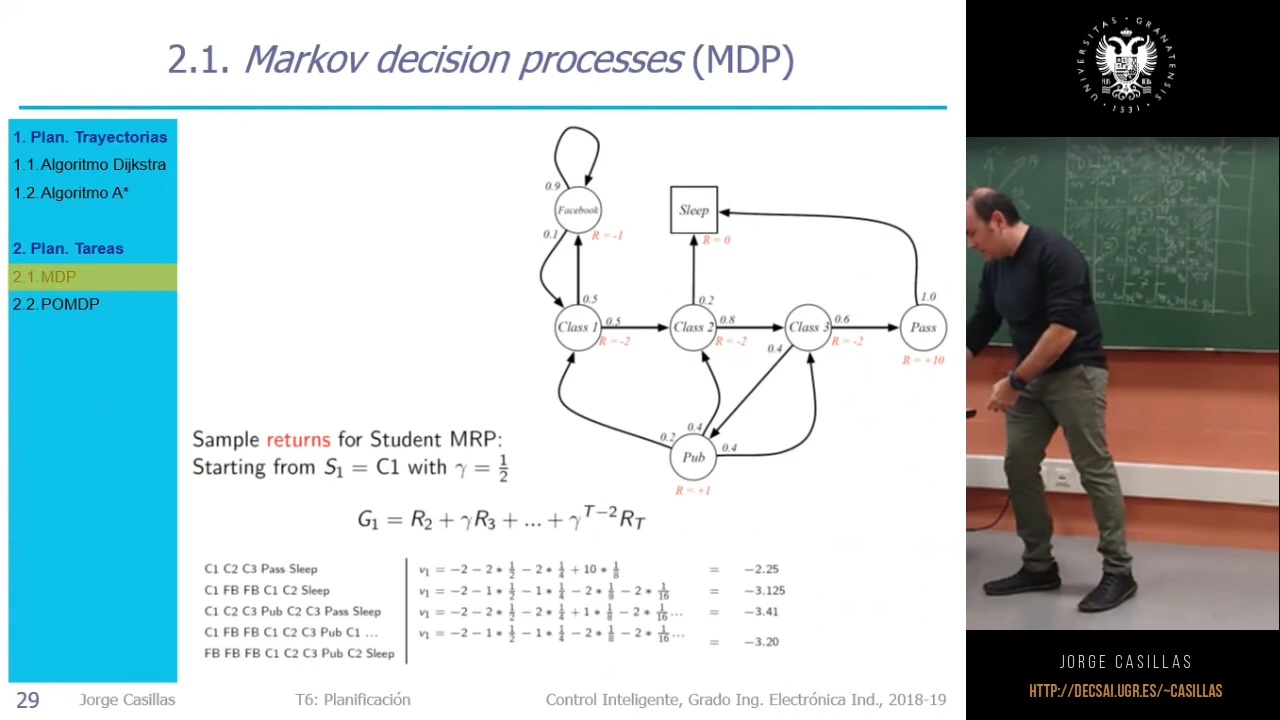 2.1. Markov decision processes (MDP)
1. Plan. Trayectorias
1.1. Algoritmo Dijkstra
1.2. Algoritmo A*
2. Plan. Tareas
2.1. MDP
2.2. POMDP
0.9
Facebook
0.1
R = -1
Sleep
R = 0
0.5
Class 1
0.5
R = -2
0.2
Class 2
0.8
R = -2
Class 3
0.6
0.4
R = -2
1.0
Pass
R = +10
0.2
0.4
0.4
Pub
R = +1
Sample returns for Student MRP:
Starting from S₁ = C1 with γ = 1/2
G₁ = R₂ + γR₃ + ... + γ^(T−2) R_T
C1 C2 C3 Pass Sleep v₁ = −2 − 2 * 1/2 − 2 * 1/4 + 10 * 1/8 = −2.25
C1 FB FB C1 C2 Sleep v₁ = −2 − 1 * 1/2 − 1 * 1/4 − 2 * 1/8 − 2 * 1/16 = −3.125
C1 C2 C3 Pub C2 C3 Pass Sleep v₁ = −2 − 2 * 1/2 − 2 * 1/4 + 1 * 1/8 − 2 * 1/16 ... = −3.41
C1 FB FB C1 C2 C3 Pub C1 ... v₁ = −2 − 1 * 1/2 − 1 * 1/4 − 2 * 1/8 − 2 * 1/16 ... = −3.20
FB FB FB C1 C2 C3 Pub C2 Sleep
29
Jorge Casillas
T6: Planificación
Control Inteligente, Grado Ing. Electrónica Ind., 2018-19
UNIVERSITAS GRANATENSIS
1531
JORGE CASILLAS
HTTP://DECSAI.UGR.ES/~CASILLAS